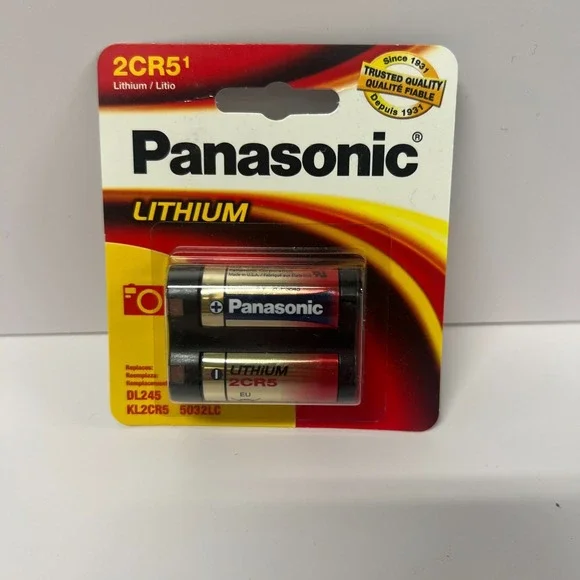 2CR5¹
Lithium / Litio
Since 1931
TRUSTED QUALITY
QUALITÉ FIABLE
Depuis 1931
Panasonic®
LITHIUM
+ Panasonic
LITHIUM
2CR5
EU
Replaces:
Reemplaza:
Remplacement
DL245
KL2CR5 5032LC